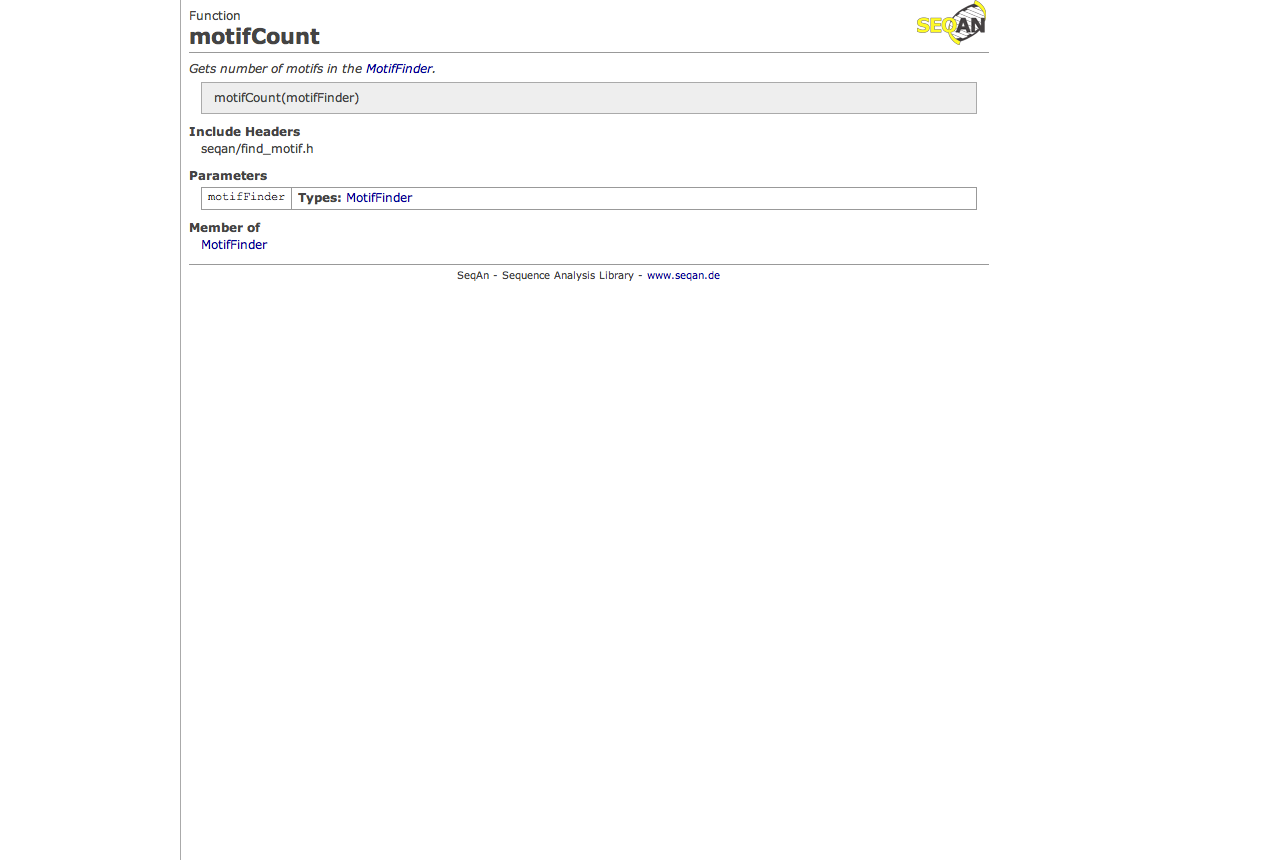 Function
SEQAN
motifCount
Gets number of motifs in the MotifFinder.
motifCount(motifFinder)
Include Headers
seqan/find_motif.h
Parameters
motifFinder Types: MotifFinder
Member of
MotifFinder
SeqAn - Sequence Analysis Library - www.seqan.de